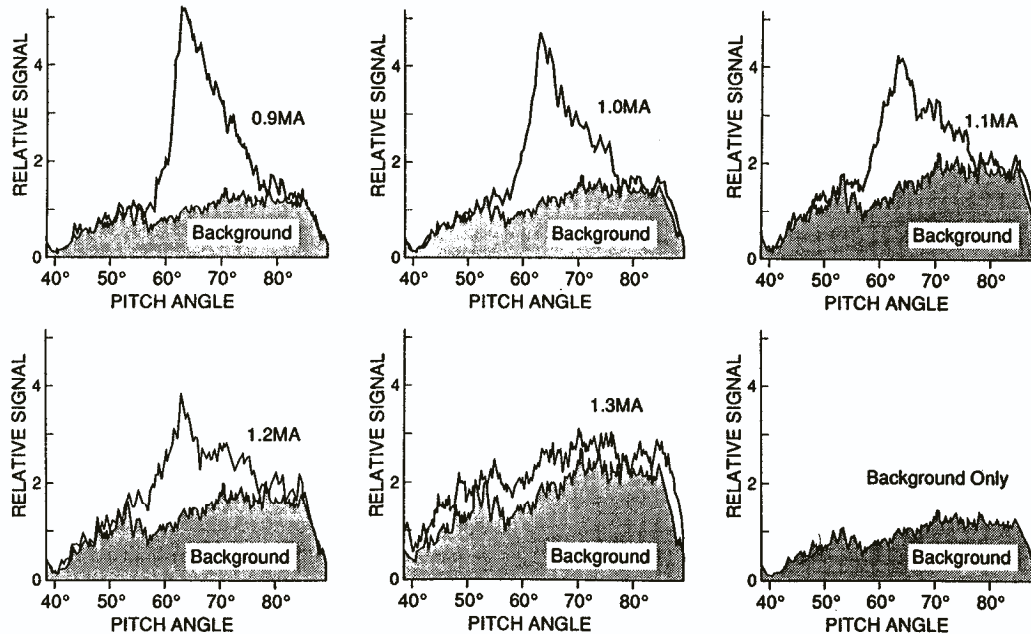 RELATIVE SIGNAL
4
2
0
0.9MA
Background
40° 50° 60° 70° 80°
PITCH ANGLE
RELATIVE SIGNAL
4
2
0
1.0MA
Background
40° 50° 60° 70° 80°
PITCH ANGLE
RELATIVE SIGNAL
4
2
0
1.1MA
Background
40° 50° 60° 70° 80°
PITCH ANGLE
RELATIVE SIGNAL
4
2
0
1.2MA
Background
40° 50° 60° 70° 80°
PITCH ANGLE
RELATIVE SIGNAL
4
2
0
1.3MA
Background
40° 50° 60° 70° 80°
PITCH ANGLE
RELATIVE SIGNAL
4
2
0
Background Only
Background
40° 50° 60° 70° 80°
PITCH ANGLE